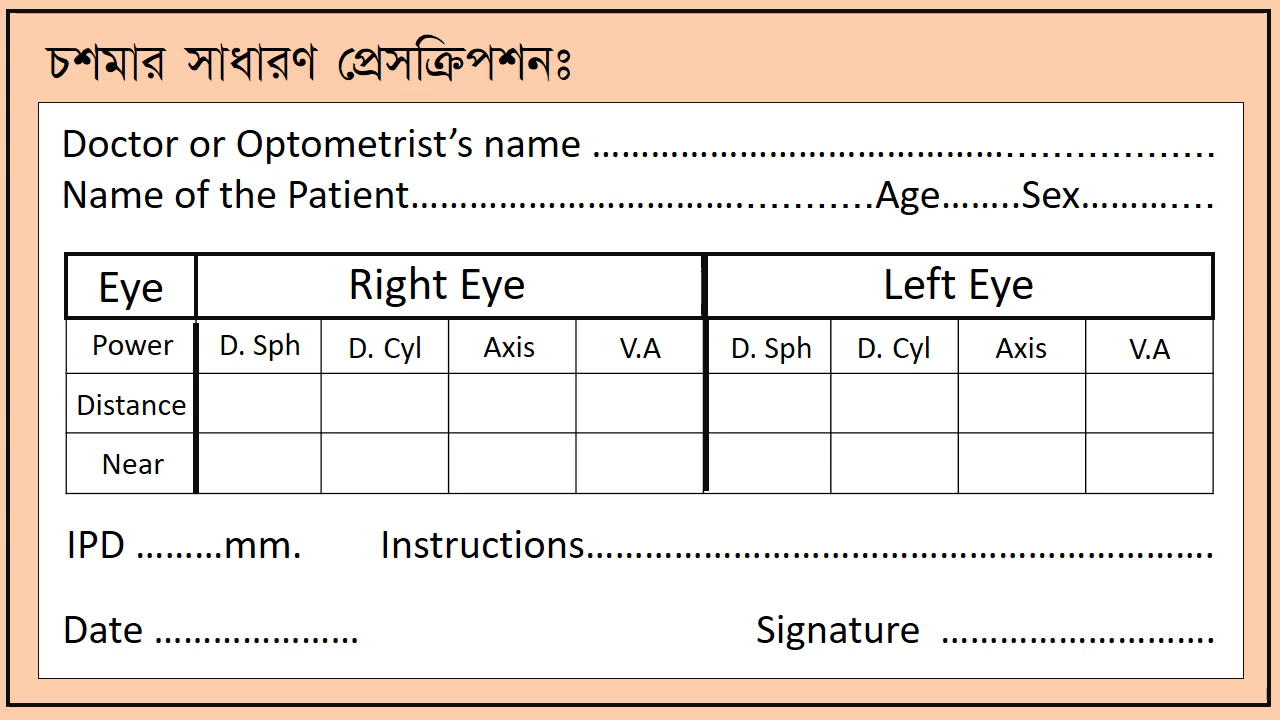 চশমার সাধারণ প্রেসক্রিপশনঃ
Doctor or Optometrist’s name ……………………………………..................
Name of the Patient……………………………............Age……..Sex………....
Eye Right Eye Left Eye
Power D. Sph D. Cyl Axis V.A D. Sph D. Cyl Axis V.A
Distance
Near
IPD ………mm. Instructions……………………………………………………….
Date …………………
Signature ……………………….